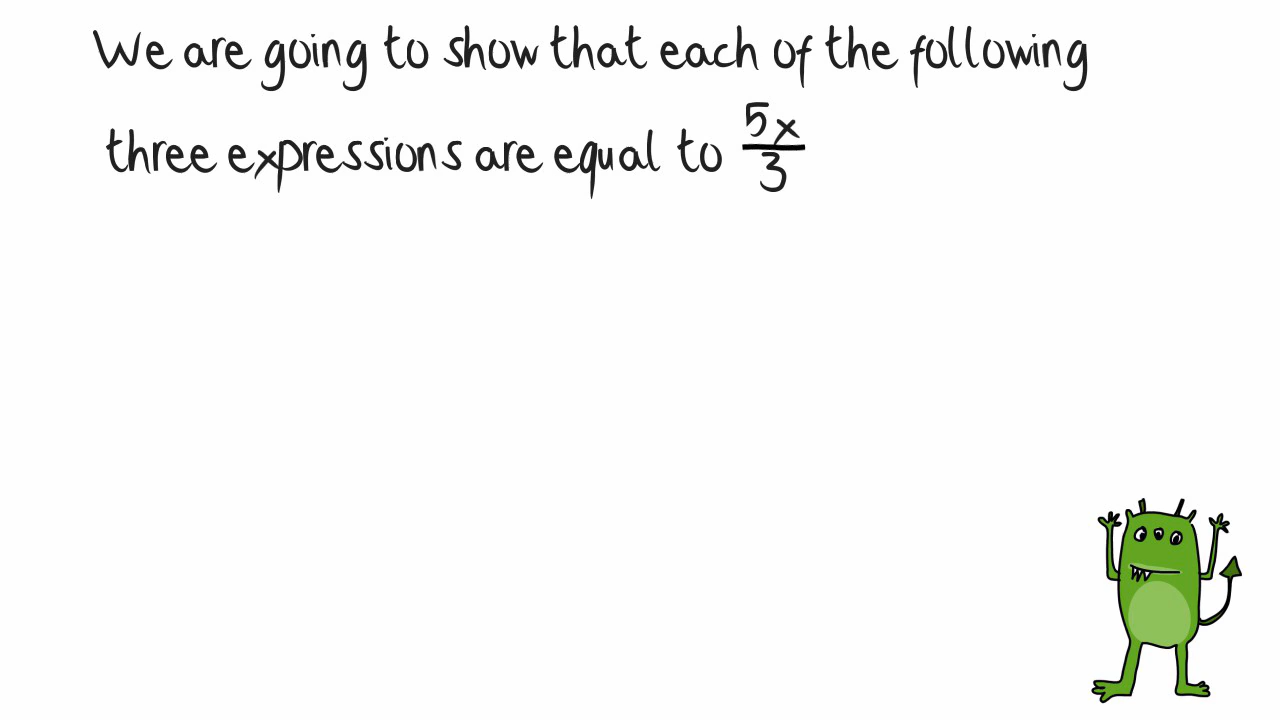 We are going to show that each of the following
three expressions are equal to 5x/3